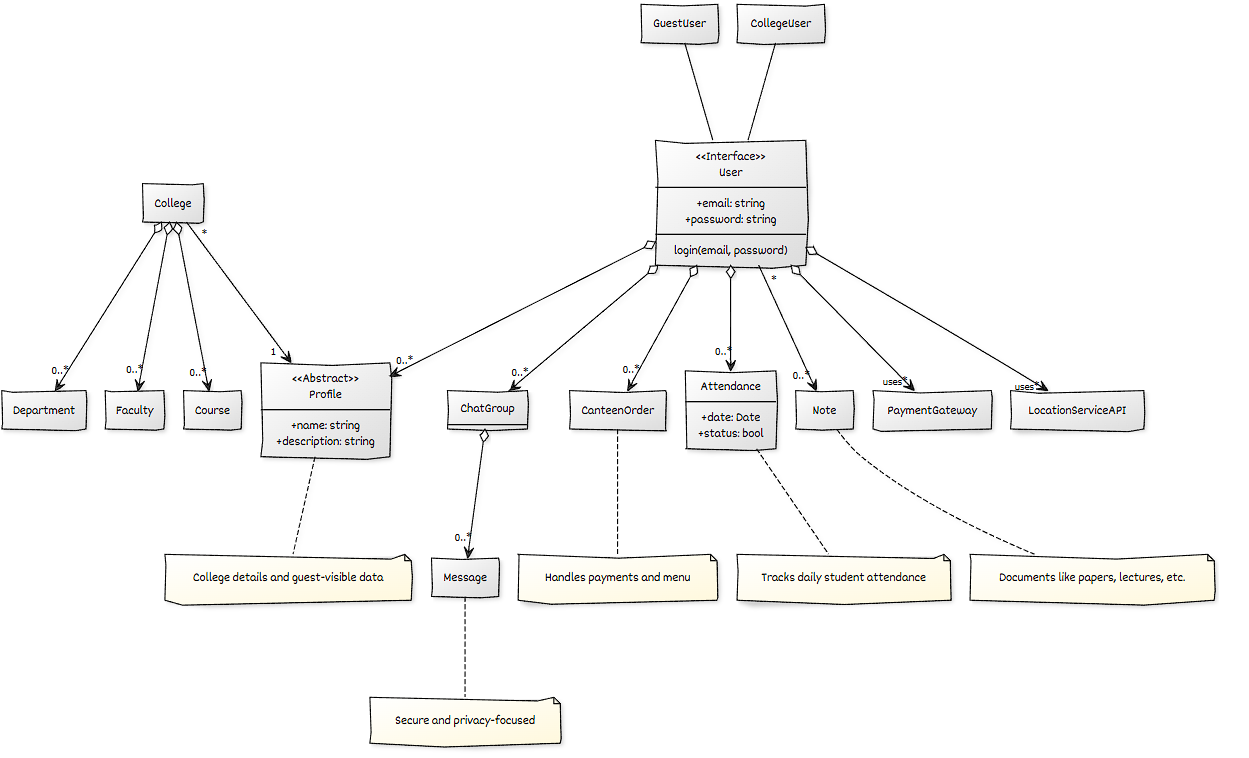 GuestUser
CollegeUser
<<Interface>>
User
+email: string
+password: string
login(email, password)
College
*
*
0..*
0..*
0..*
1
0..*
0..*
0..*
0..*
0..*
uses*
uses*
Department
Faculty
Course
<<Abstract>>
Profile
+name: string
+description: string
ChatGroup
CanteenOrder
Attendance
+date: Date
+status: bool
Note
PaymentGateway
LocationServiceAPI
0..*
College details and guest-visible data
Message
Handles payments and menu
Tracks daily student attendance
Documents like papers, lectures, etc.
Secure and privacy-focused